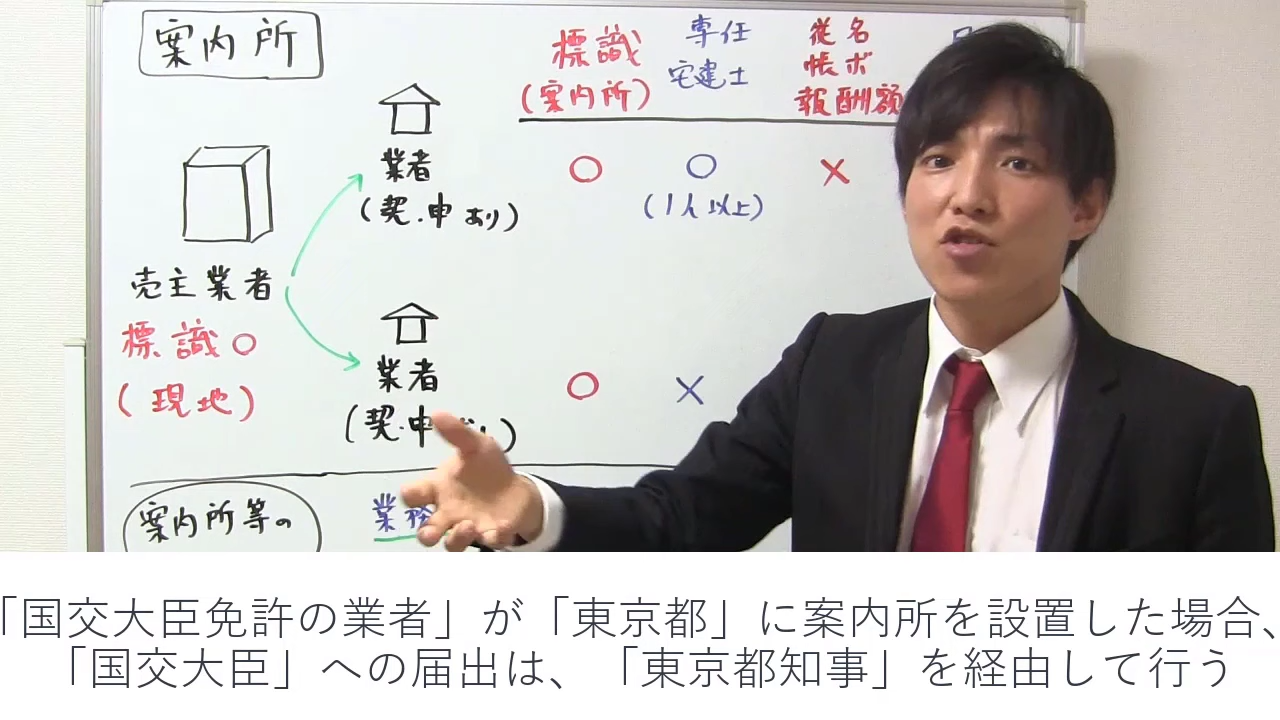 案内所
標識
(案内所)
専任
宅建士
従名
帳ボ
報酬額
業者
(契.申あり)
○
○
(1人以上)
×
売主業者
標識○
(現地)
業者
(契.申
○
×
案内所等の
業務
「国交大臣免許の業者」が「東京都」に案内所を設置した場合、
「国交大臣」への届出は、「東京都知事」を経由して行う